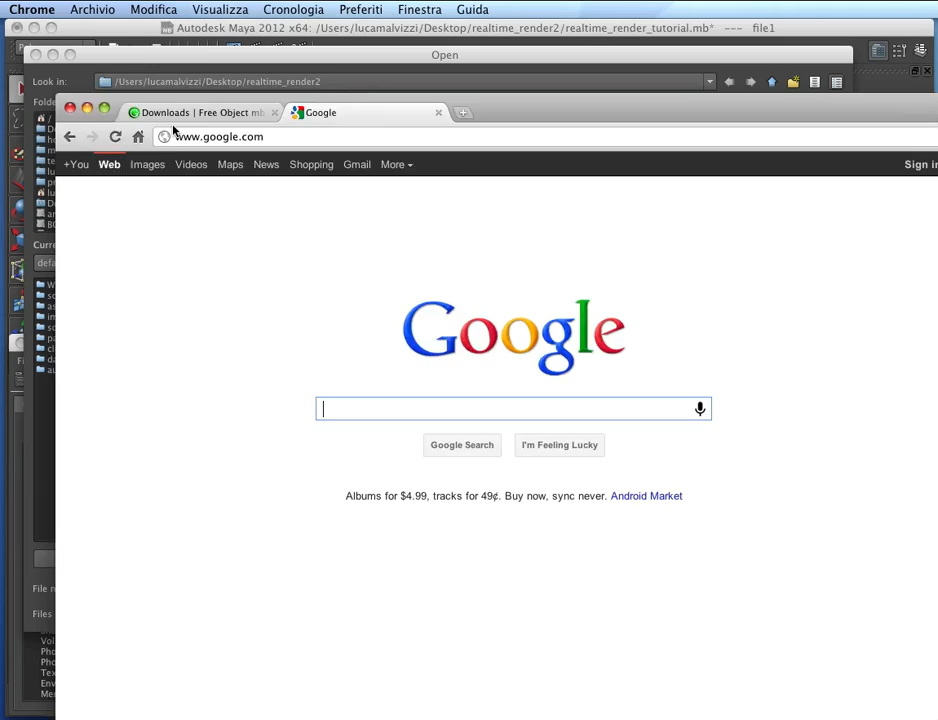 Chrome Archivio Modifica Visualizza Cronologia Preferiti Finestra Guida
Autodesk Maya 2012 x64: /Users/lucamalvizzi/Desktop/realtime_render2/realtime_render_tutorial.mb* --- file1
Open
Look in: /Users/lucamalvizzi/Desktop/realtime_render2
Downloads | Free Object mb
Google
www.google.com
+You Web Images Videos Maps News Shopping Gmail More
Google
Google Search I'm Feeling Lucky
Albums for $4.99, tracks for 49¢. Buy now, sync never. Android Market
Files